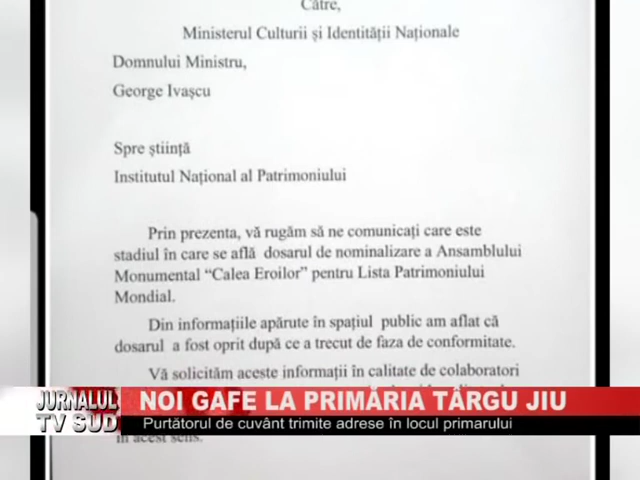 Către,
Ministerul Culturii și Identității Naționale
Domnului Ministru,
George Ivașcu
Spre știință
Institutul Național al Patrimoniului
Prin prezenta, vă rugăm să ne comunicați care este
stadiul în care se află dosarul de nominalizare a Ansamblului
Monumental “Calea Eroilor” pentru Lista Patrimoniului
Mondial.
Din informațiile apărute în spațiul public am aflat că
dosarul a fost oprit după ce a trecut de faza de conformitate.
Vă solicităm aceste informații în calitate de colaboratori
JURNALUL
TV SUD
NOI GAFE LA PRIMĂRIA TÂRGU JIU
Purtătorul de cuvânt trimite adrese în locul primarului
în acest sens.